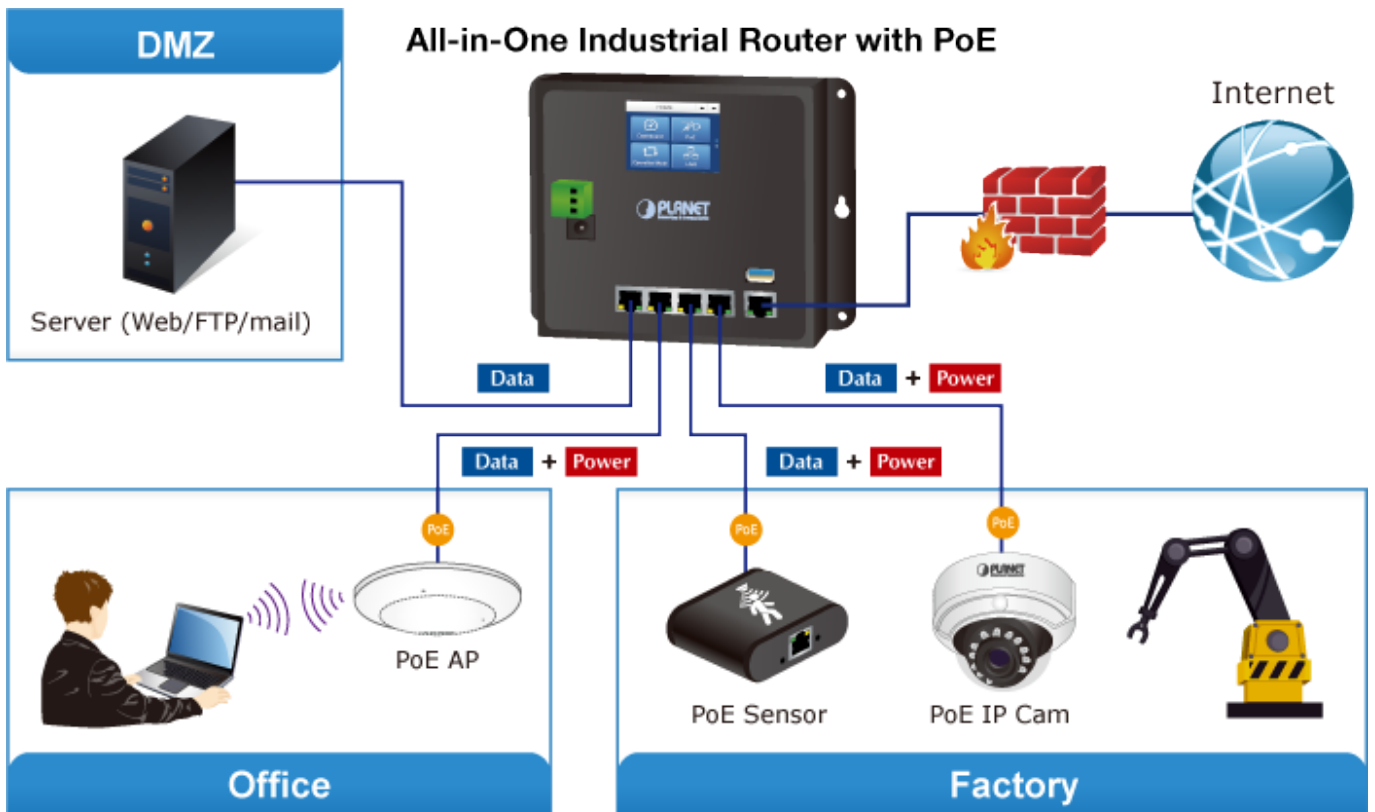 DMZ
All-in-One Industrial Router with PoE
Internet
PLANET
Server (Web/FTP/mail)
Data
Data + Power
Data + Power
Data + Power
PoE
PoE
PoE
PLANET
PoE AP
PoE Sensor
PoE IP Cam
Office
Factory